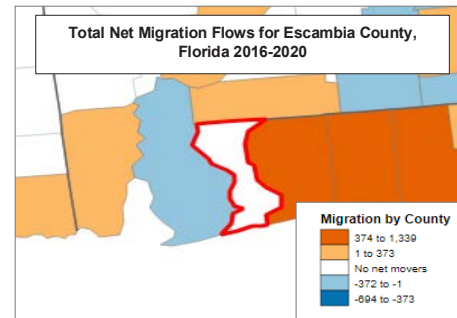 Total Net Migration Flows for Escambia County,
Florida 2016-2020
Migration by County
374 to 1,339
1 to 373
No net movers
-372 to -1
-694 to -373